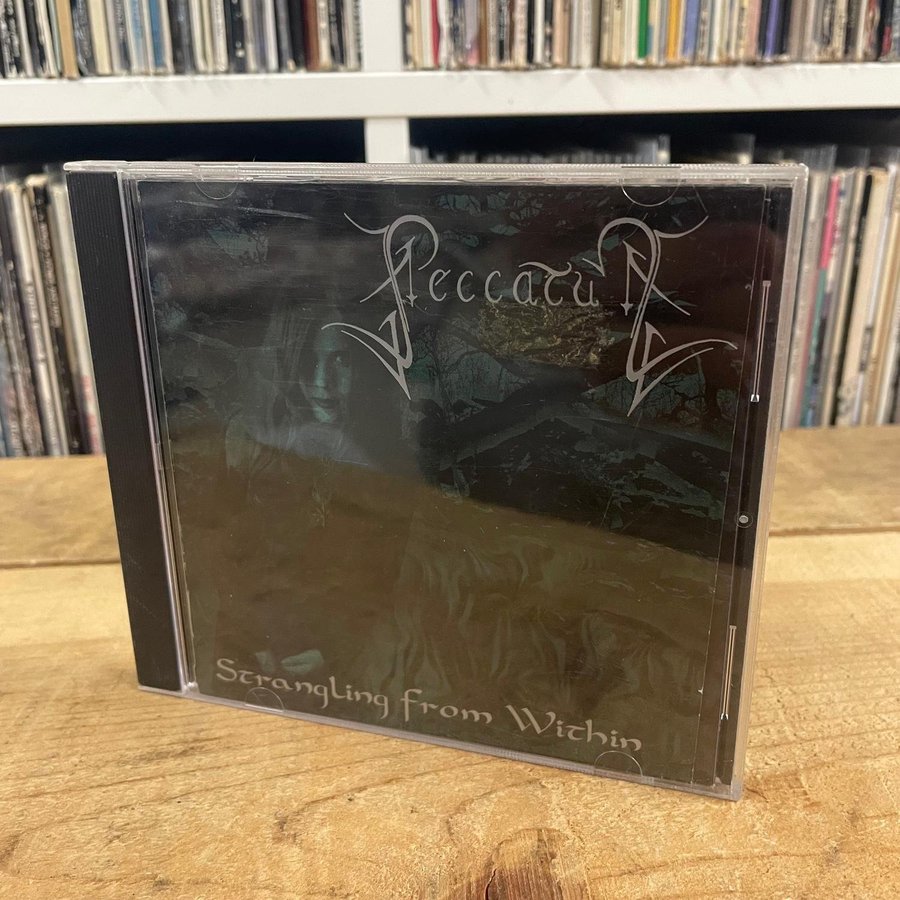 Peccatum
Strangling from Within